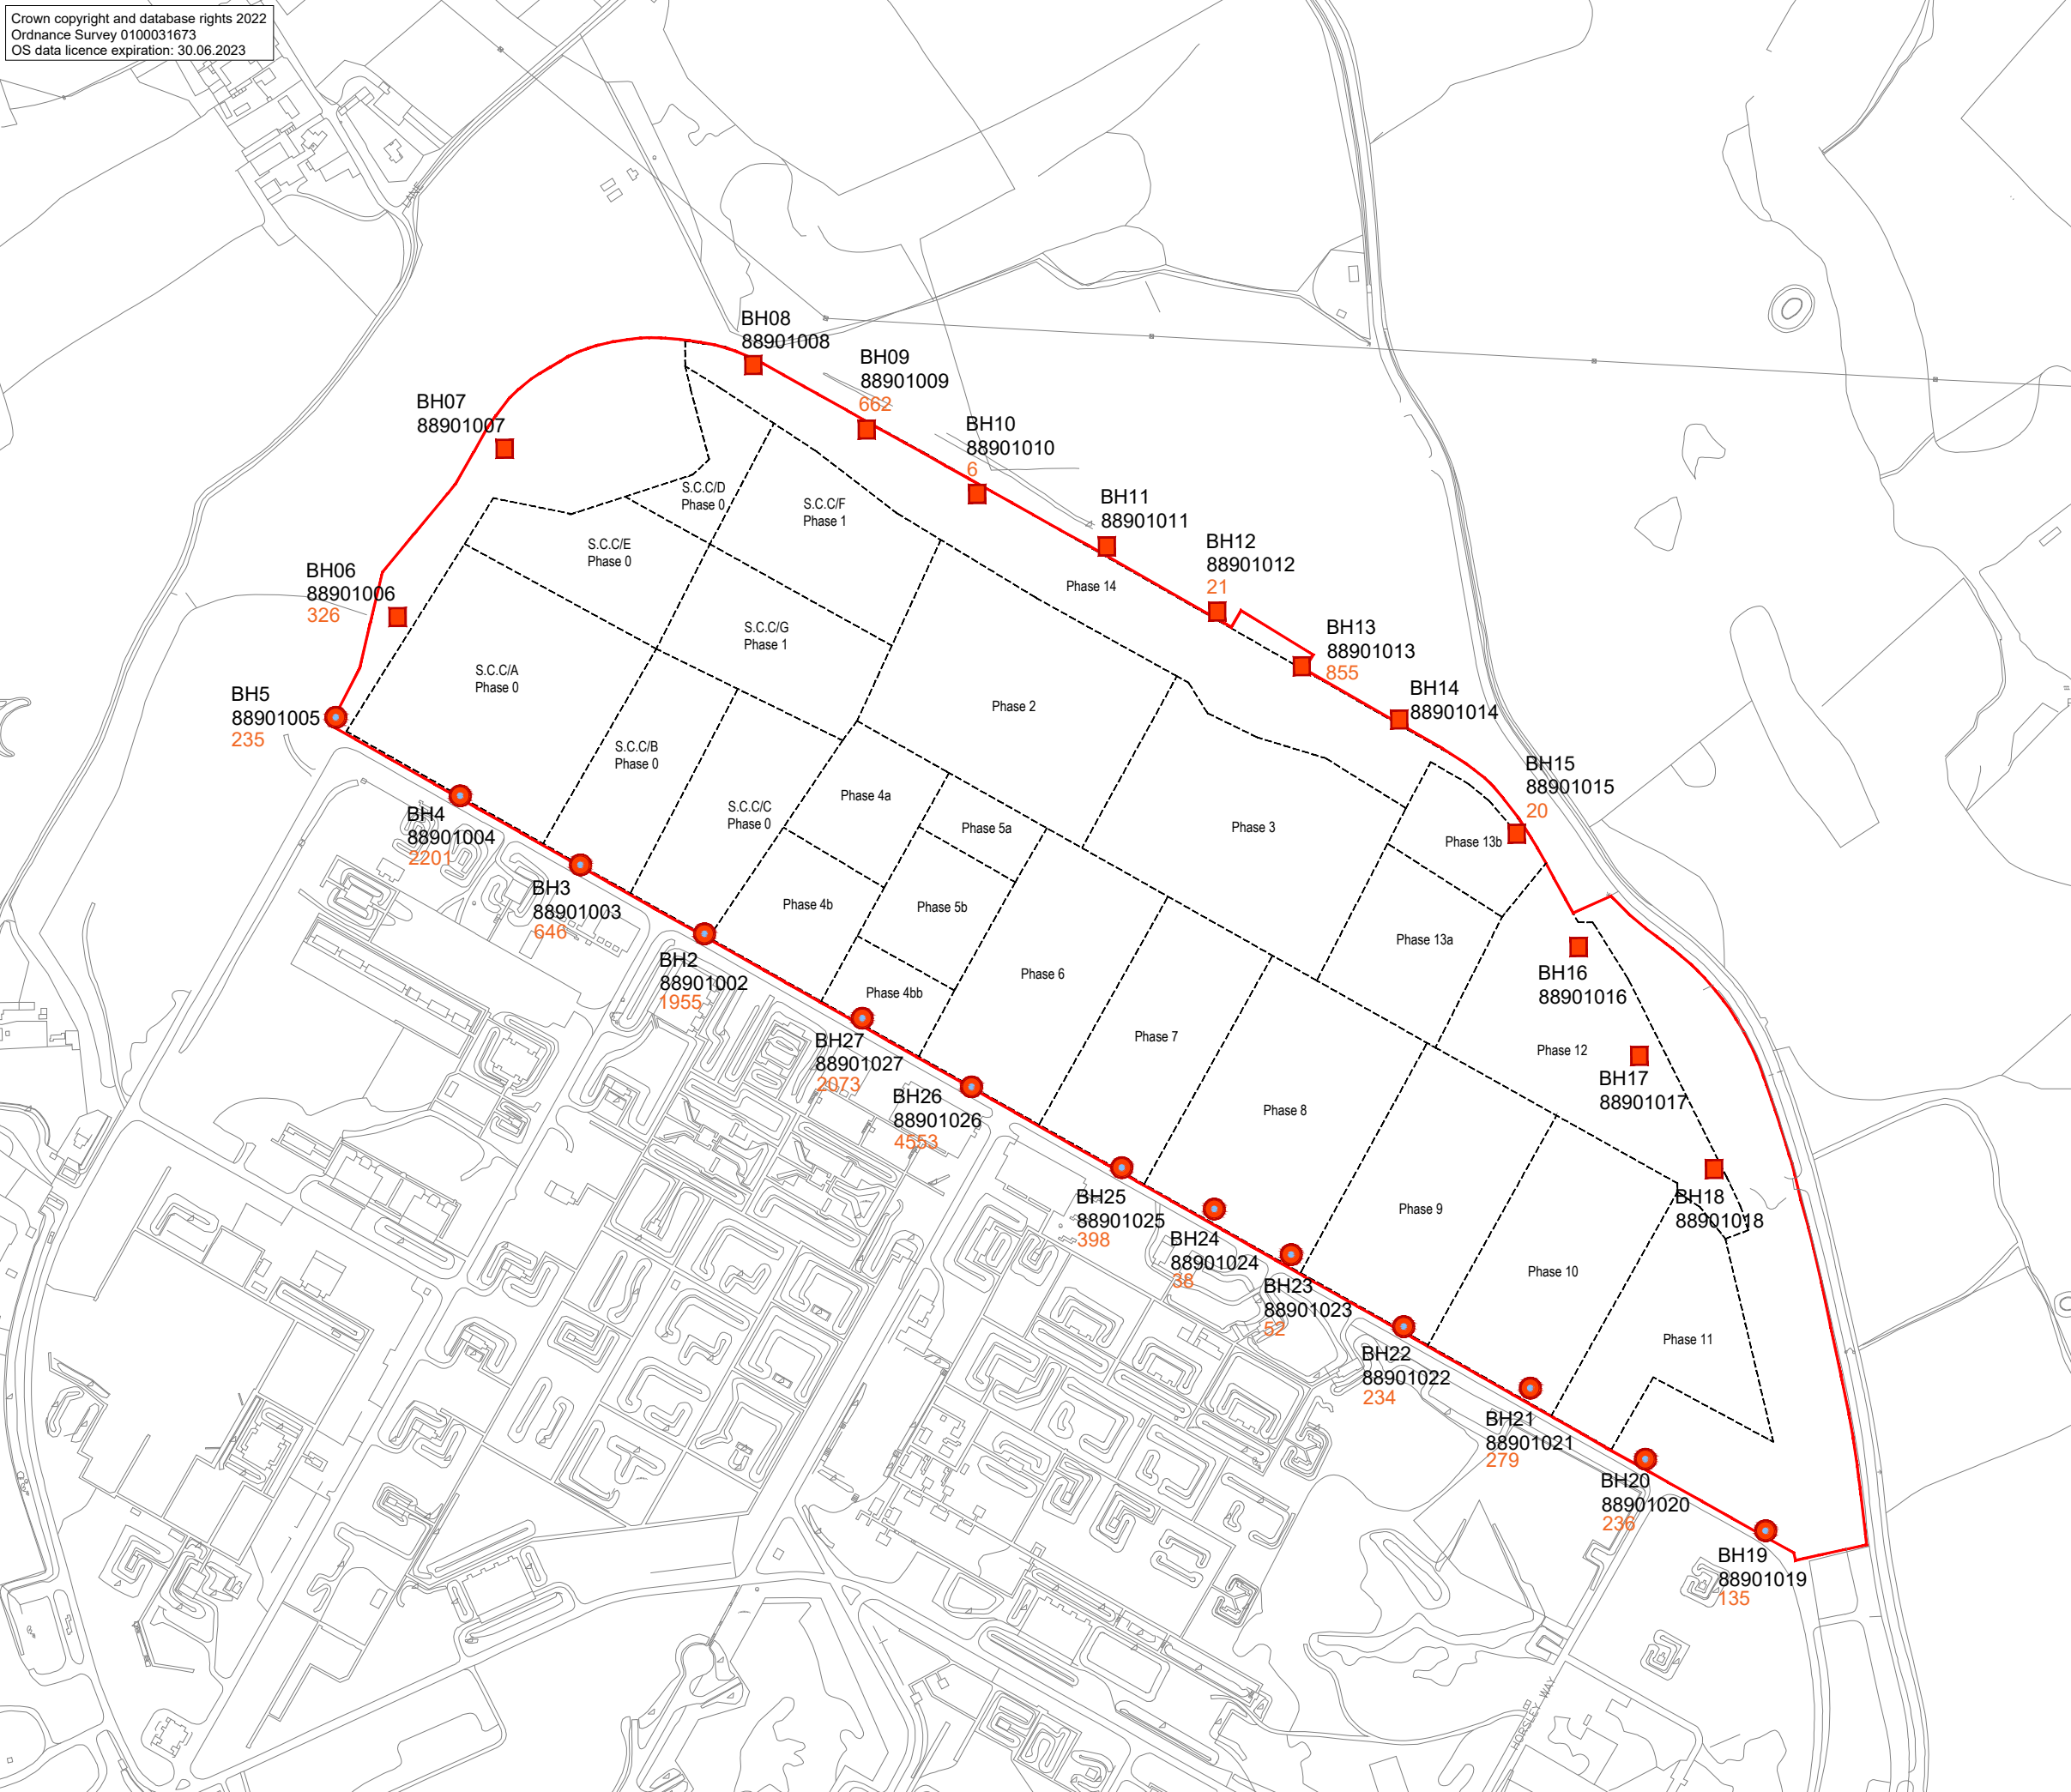 Crown copyright and database rights 2022
Ordnance Survey 0100031673
OS data licence expiration: 30.06.2023
LANE
BH08
88901008
BH09
88901009
662
BH07
88901007
BH10
88901010
6
BH11
88901011
BH12
88901012
21
BH06
88901006
326
BH13
88901013
855
BH5
88901005
235
BH14
88901014
BH15
88901015
20
S.C.C/D
Phase 0
S.C.C/F
Phase 1
S.C.C/E
Phase 0
Phase 14
S.C.C/G
Phase 1
S.C.C/A
Phase 0
Phase 2
S.C.C/B
Phase 0
S.C.C/C
Phase 0
Phase 4a
Phase 5a
Phase 3
Phase 13b
BH4
88901004
2201
BH3
88901003
646
Phase 4b
Phase 5b
Phase 13a
BH2
88901002
1955
Phase 6
Phase 4bb
BH16
88901016
BH27
88901027
2073
Phase 7
Phase 12
BH17
88901017
BH26
88901026
4553
Phase 8
BH25
88901025
398
Phase 9
BH18
88901018
BH24
88901024
38
Phase 10
BH23
88901023
52
Phase 11
BH22
88901022
234
BH21
88901021
279
BH20
88901020
236
BH19
88901019
135
HORSLEY WAY